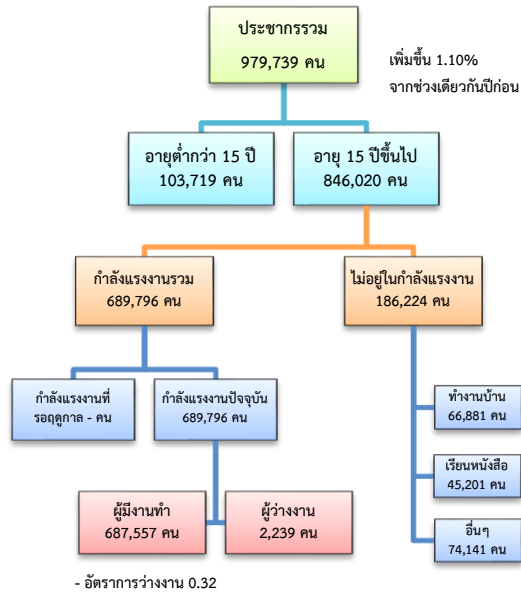 ประชากรรวม
979,739 คน
เพิ่มขึ้น 1.10%
จากช่วงเดียวกันปีก่อน
อายุต่ำกว่า 15 ปี
103,719 คน
อายุ 15 ปีขึ้นไป
846,020 คน
กำลังแรงงานรวม
689,796 คน
ไม่อยู่ในกำลังแรงงาน
186,224 คน
กำลังแรงงานที่
รอฤดูกาล - คน
กำลังแรงงานปัจจุบัน
689,796 คน
ทำงานบ้าน
66,881 คน
เรียนหนังสือ
45,201 คน
อื่นๆ
74,141 คน
ผู้มีงานทำ
687,557 คน
ผู้ว่างงาน
2,239 คน
- อัตราการว่างงาน 0.32